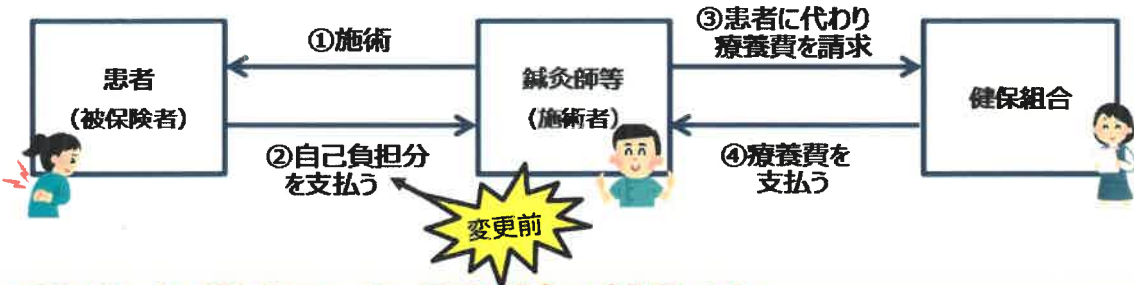 ①施術
③患者に代わり
療養費を請求
患者
（被保険者）
鍼灸師等
（施術者）
健保組合
②自己負担分
を支払う
④療養費を
支払う
変更前